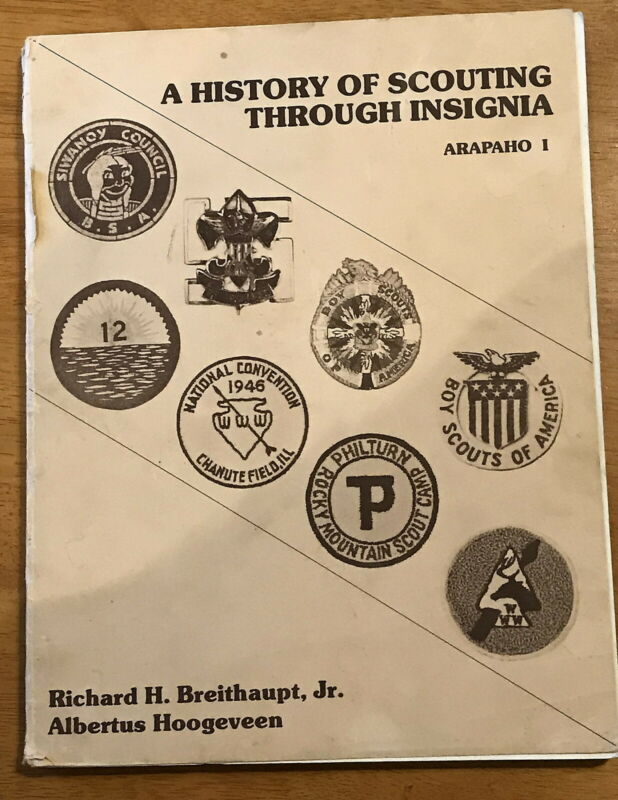 A HISTORY OF SCOUTING
THROUGH INSIGNIA
ARAPAHO I
SIWANOY COUNCIL
B. S. A.
BOY SCOUTS
OF AMERICA
12
NATIONAL CONVENTION
1946
W W W
CHANUTE FIELD, ILL
BOY SCOUTS OF AMERICA
PHILTURN
P
ROCKY MOUNTAIN SCOUT CAMP
W
WWW
Richard H. Breithaupt, Jr.
Albertus Hoogeveen